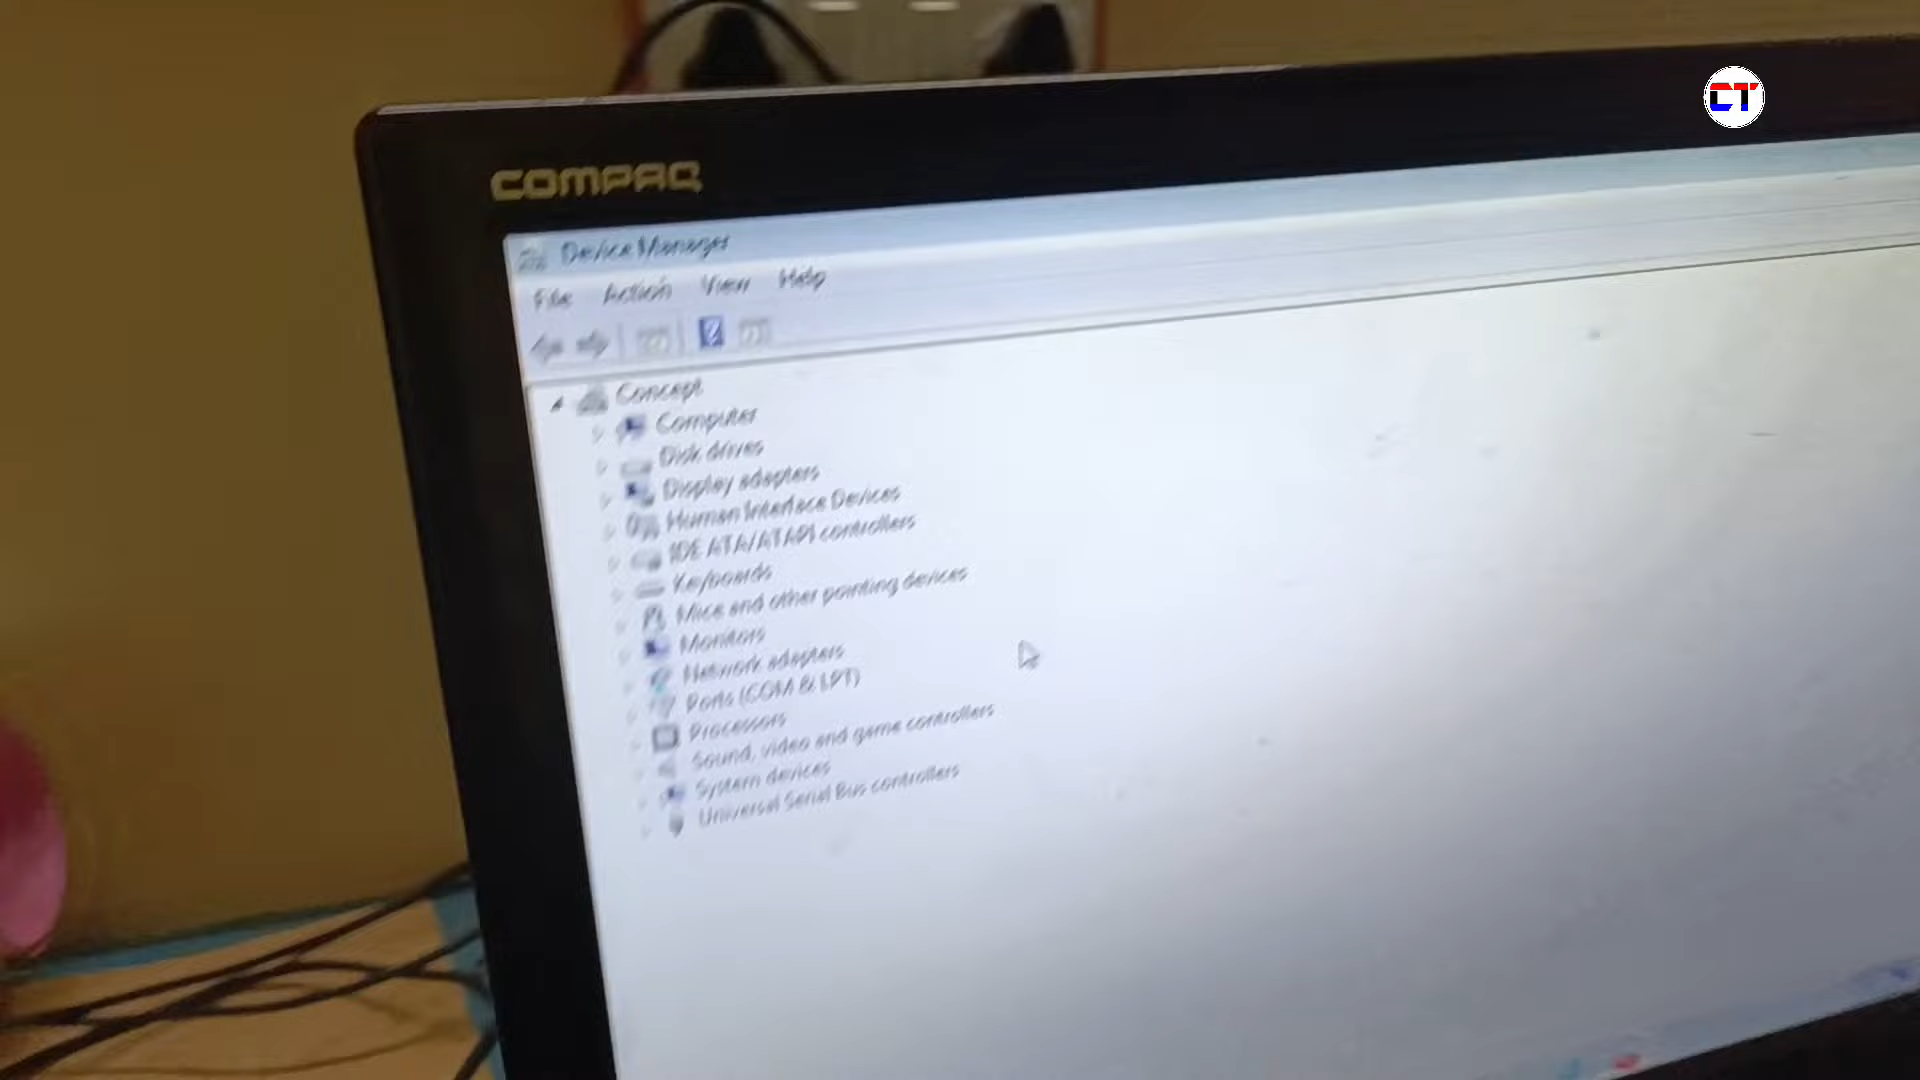 CT
COMPAQ
Device Manager
File Action View Help
Concept
Computer
Disk drives
Display adapters
Human Interface Devices
IDE ATA/ATAPI controllers
Keyboards
Mice and other pointing devices
Monitors
Network adapters
Ports (COM & LPT)
Processors
Sound, video and game controllers
System devices
Universal Serial Bus controllers